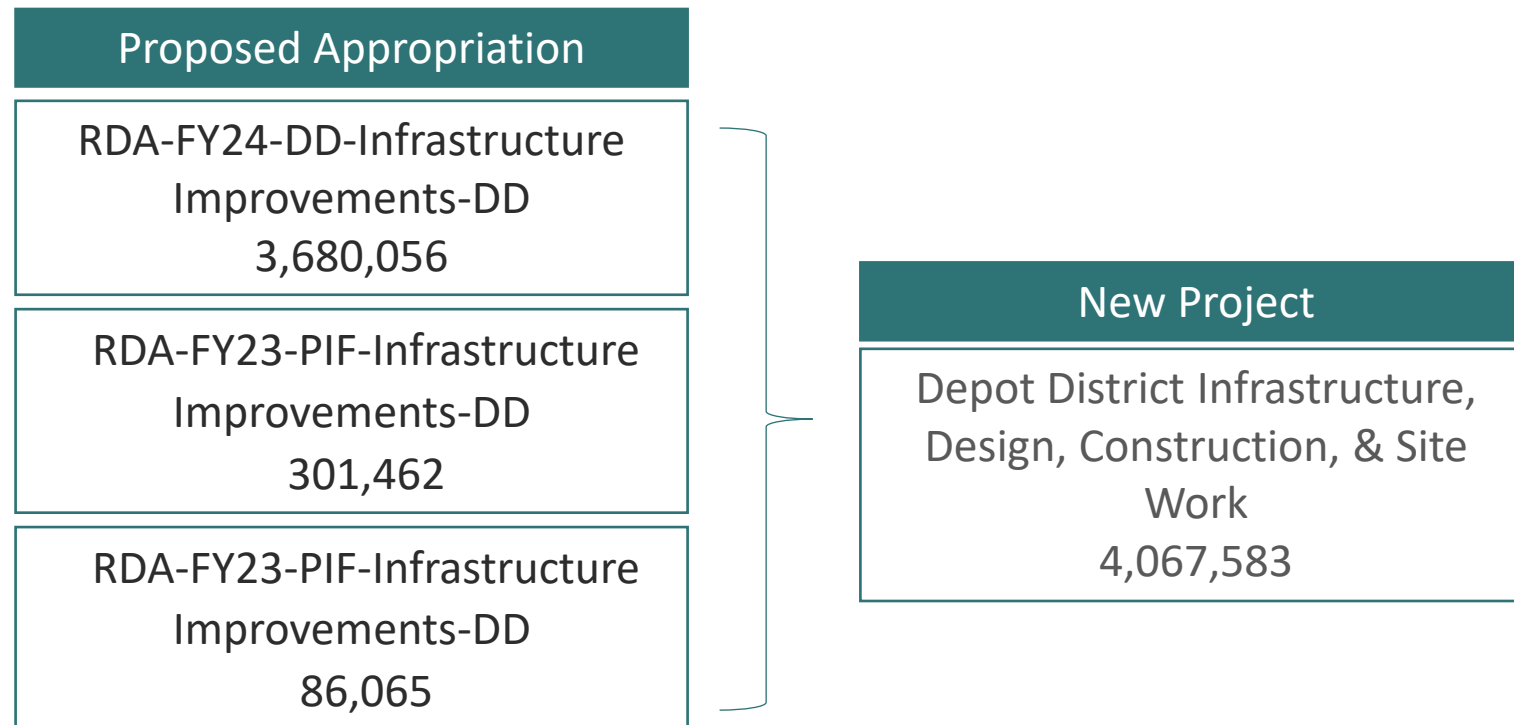 Proposed Appropriation
RDA-FY24-DD-Infrastructure
Improvements-DD
3,680,056
RDA-FY23-PIF-Infrastructure
Improvements-DD
301,462
RDA-FY23-PIF-Infrastructure
Improvements-DD
86,065
New Project
Depot District Infrastructure,
Design, Construction, & Site
Work
4,067,583